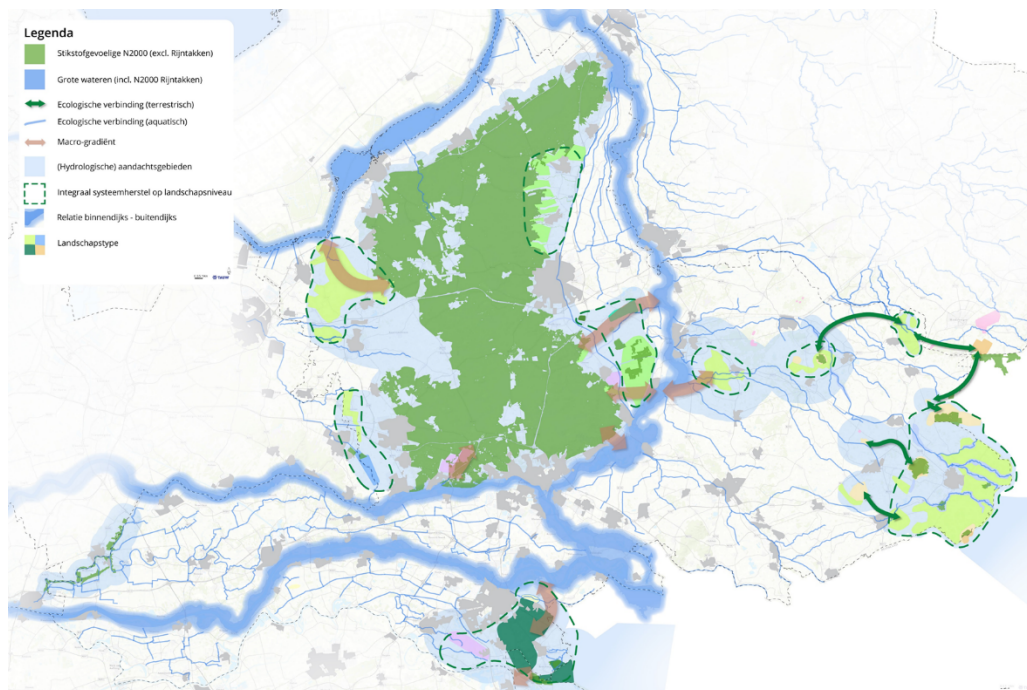 Legenda
Stikstofgevoelige N2000 (excl. Rijntakken)
Grote wateren (incl. N2000 Rijntakken)
Ecologische verbinding (terrestrisch)
Ecologische verbinding (aquatisch)
Macro-gradiënt
(Hydrologische) aandachtsgebieden
Integraal systeemherstel op landschapsniveau
Relatie binnendijks - buitendijks
Landschapstype